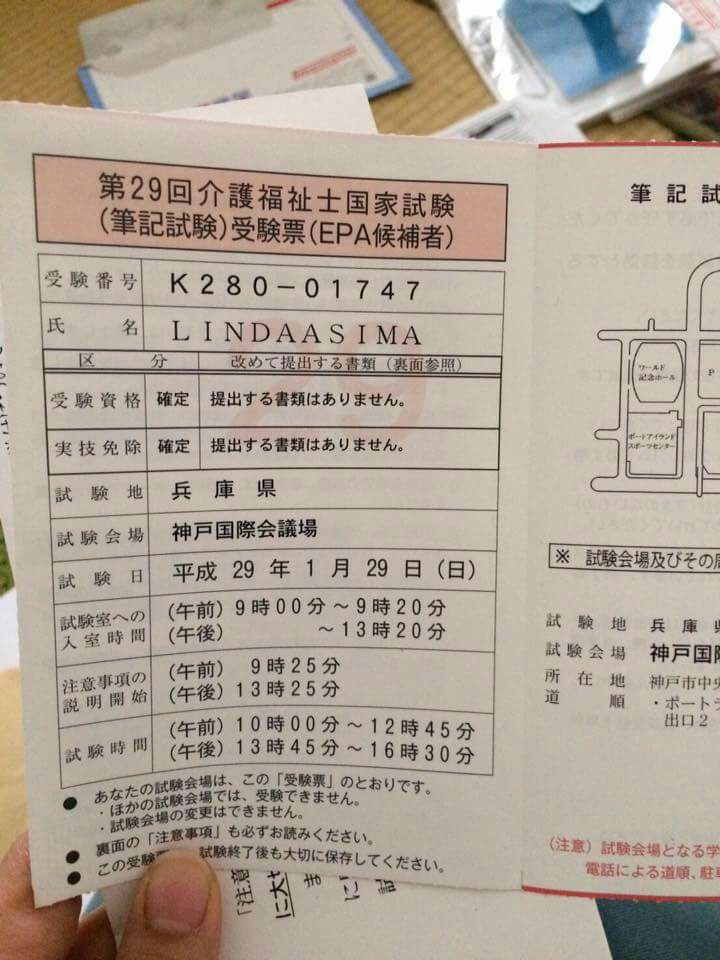 第29回介護福祉士国家試験
(筆記試験)受験票(EPA候補者)
受験番号 K280-01747
氏名 LINDAASIMA
区分 改めて提出する書類(裏面参照)
受験資格 確定 提出する書類はありません。
実技免除 確定 提出する書類はありません。
試験地 兵庫県
試験会場 神戸国際会議場
試験日 平成 29 年 1 月 29 日 (日)
試験室への (午前) 9時00分 ~ 9時20分
入室時間 (午後) ~ 13時20分
注意事項の (午前) 9時25分
説明開始 (午後) 13時25分
試験時間 (午前) 10時00分 ~ 12時45分
(午後) 13時45分 ~ 16時30分
● あなたの試験会場は、この「受験票」のとおりです。
・ほかの試験会場では、受験できません。
・試験会場の変更はできません。
● 裏面の「注意事項」も必ずお読みください。
● この受験 試験終了後も大切に保存してください。
筆記試
ワールド
記念ホール
P
ポートアイランド
スポーツセンター
※ 試験会場及びその
試験地 兵庫県
試験会場 神戸国際
所在地 神戸市中央
道順 ・ポート
出口2
(注意) 試験会場となる学
電話による道順、駐車